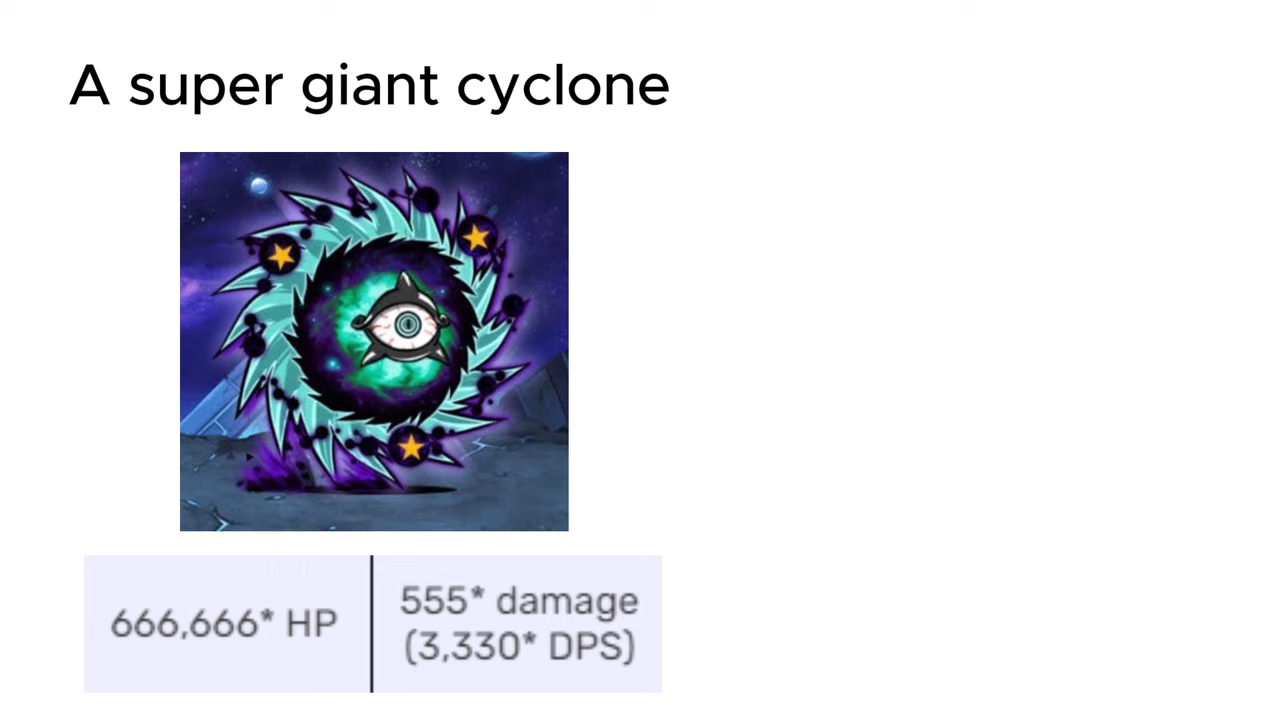 A super giant cyclone
666,666* HP
555* damage
(3,330* DPS)